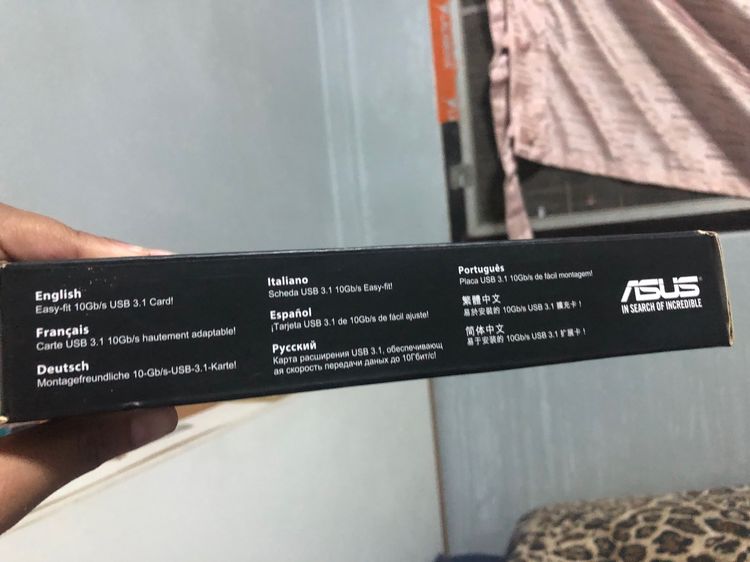 English
Easy-fit 10Gb/s USB 3.1 Card!
Français
Carte USB 3.1 10Gb/s hautement adaptable!
Deutsch
Montagefreundliche 10-Gb/s-USB-3.1-Karte!
Italiano
Scheda USB 3.1 10Gb/s Easy-fit!
Español
¡Tarjeta USB 3.1 de 10Gb/s de fácil ajuste!
Русский
Карта расширения USB 3.1, обеспечивающ
ая скорость передачи даных до 10Гбит/с!
Português
Placa USB 3.1 10Gb/s de fácil montagem!
繁體中文
易於安裝的 10Gb/s USB 3.1 擴充卡！
简体中文
易于安装的 10Gb/s USB 3.1 扩展卡！
ASUS
IN SEARCH OF INCREDIBLE